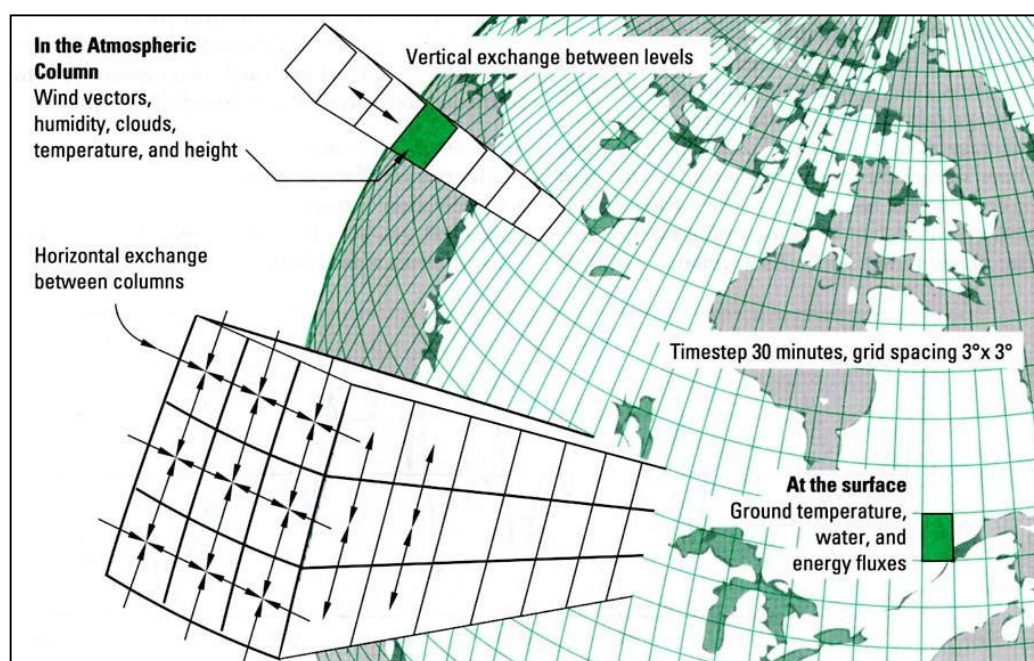 In the Atmospheric
Column
Wind vectors,
humidity, clouds,
temperature, and height
Vertical exchange between levels
Horizontal exchange
between columns
Timestep 30 minutes, grid spacing 3°x 3°
At the surface
Ground temperature,
water, and
energy fluxes